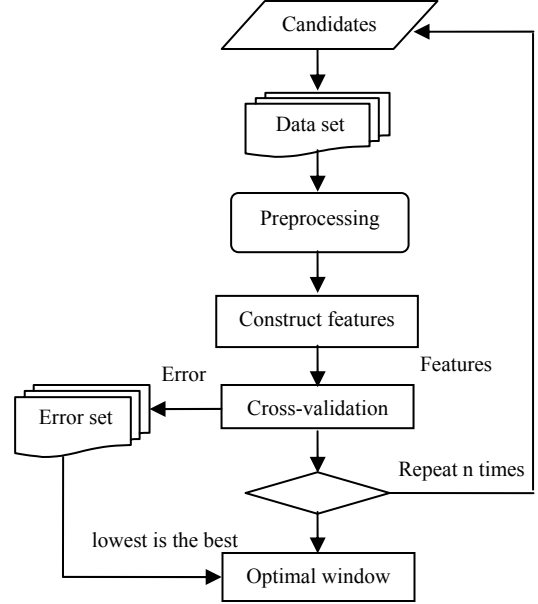 Candidates
Data set
Preprocessing
Construct features
Features
Error
Cross-validation
Error set
Repeat n times
lowest is the best
Optimal window